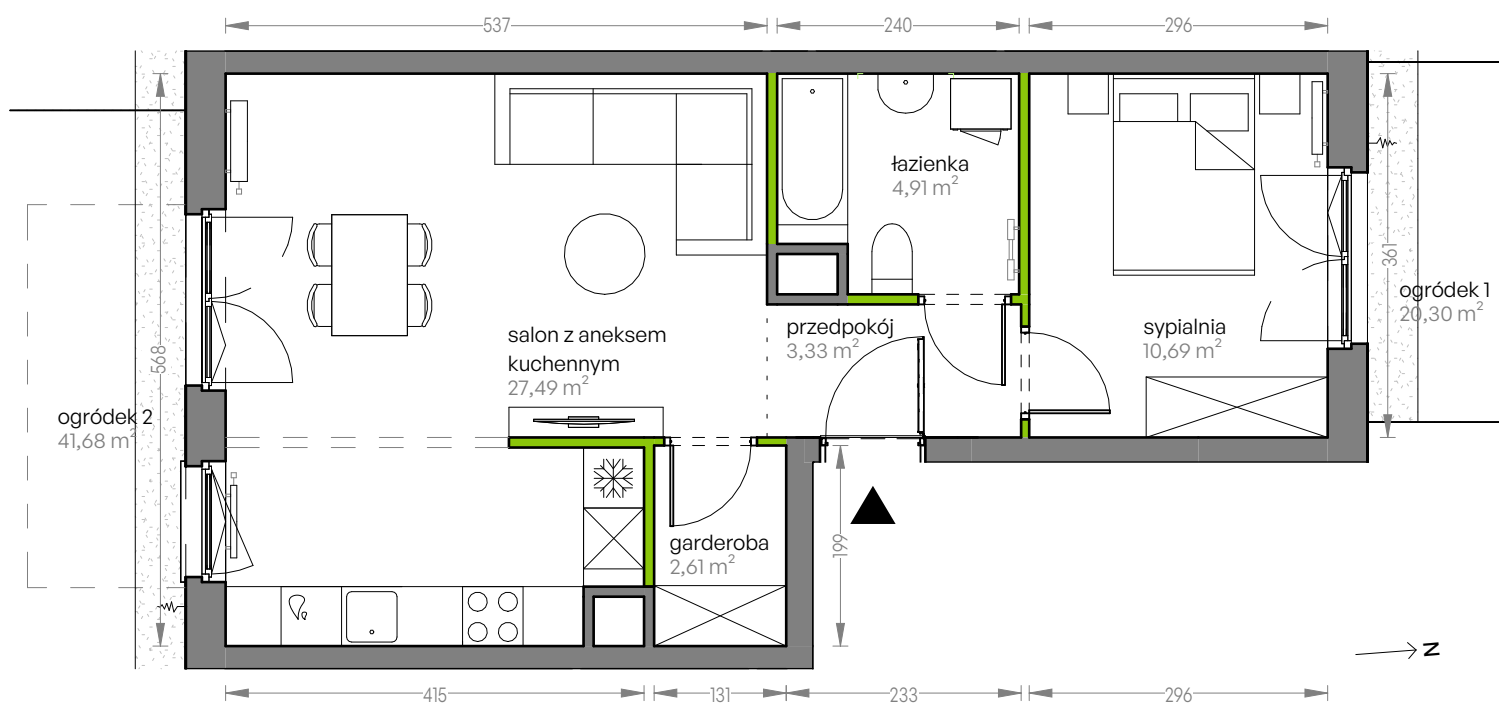 537
240
296
łazienka
4,91 m²
361
ogródek 1
20,30 m²
salon z aneksem
kuchennym
27,49 m²
przedpokój
3,33 m²
sypialnia
10,69 m²
568
ogródek 2
41,68 m²
garderoba
2,61 m²
199
N
415
131
233
296